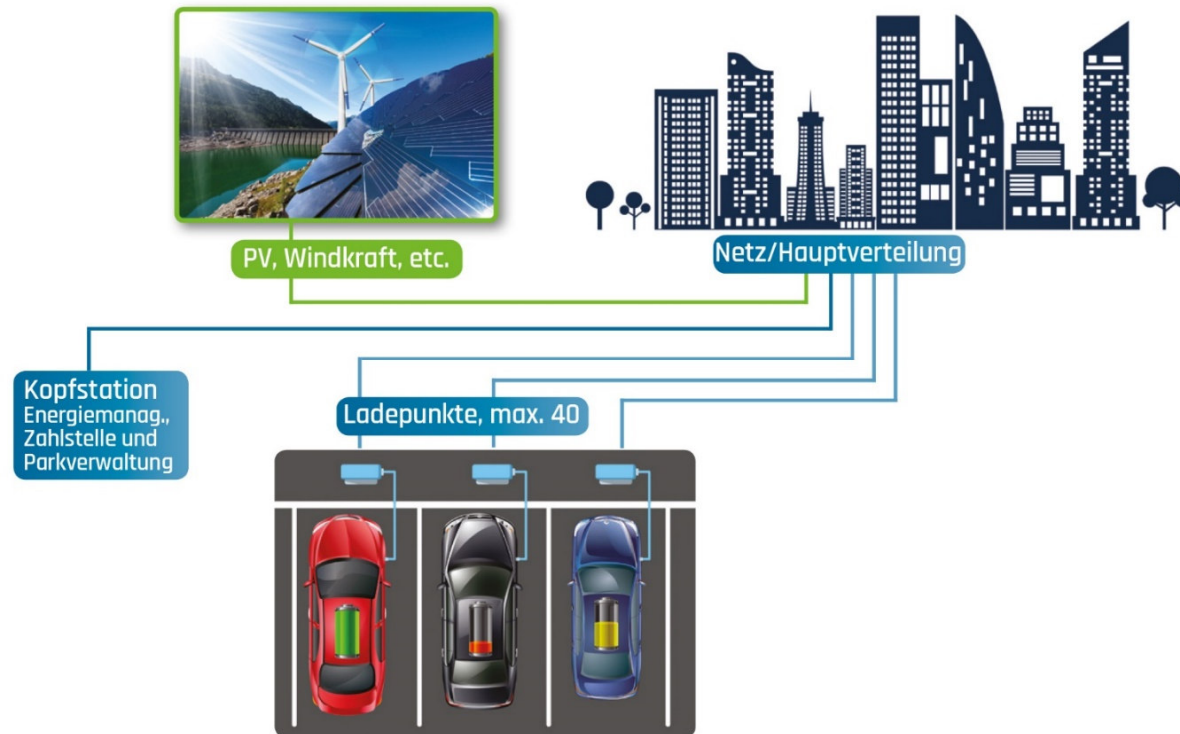 PV, Windkraft, etc.
Netz/Hauptverteilung
Kopfstation
Energiemanag.,
Zahlstelle und
Parkverwaltung
Ladepunkte, max. 40